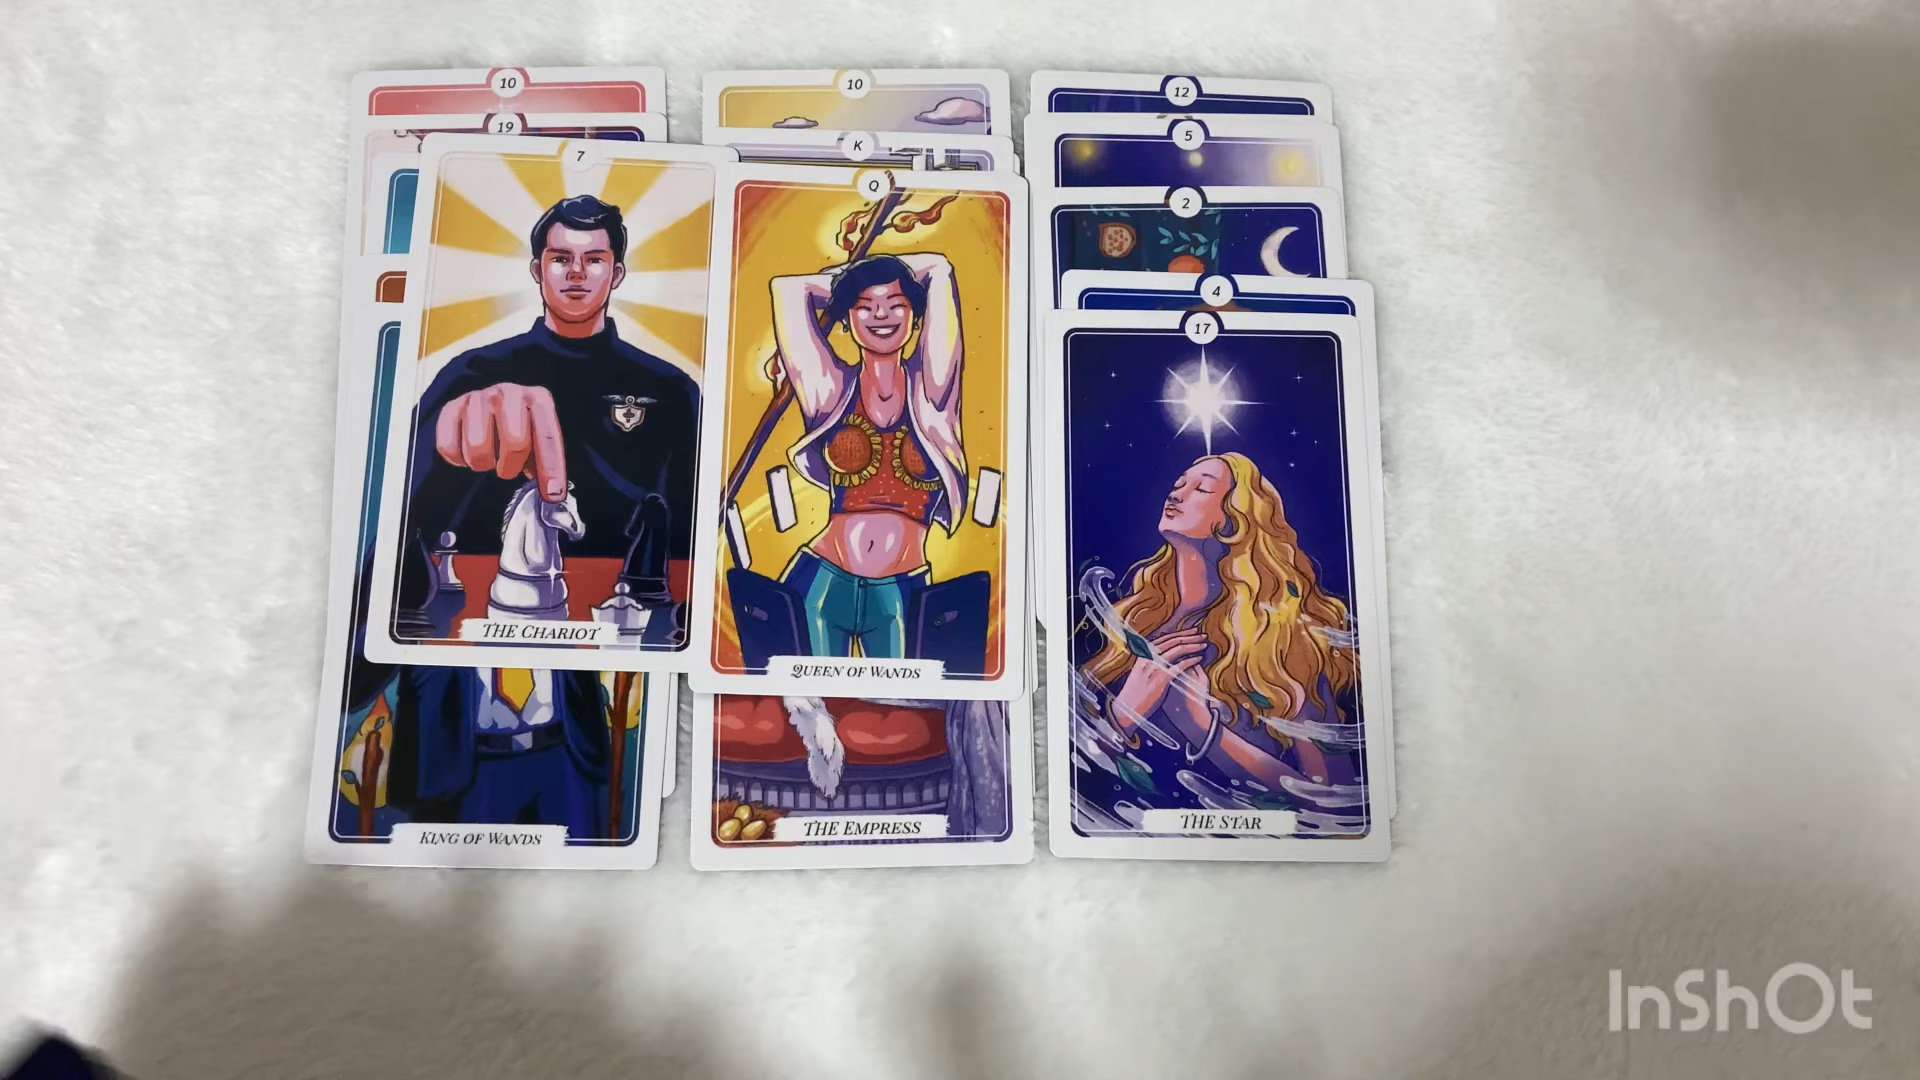 10
10
12
19
K
5
7
Q
2
4
17
THE CHARIOT
QUEEN OF WANDS
THE STAR
KING OF WANDS
THE EMPRESS
InShOt